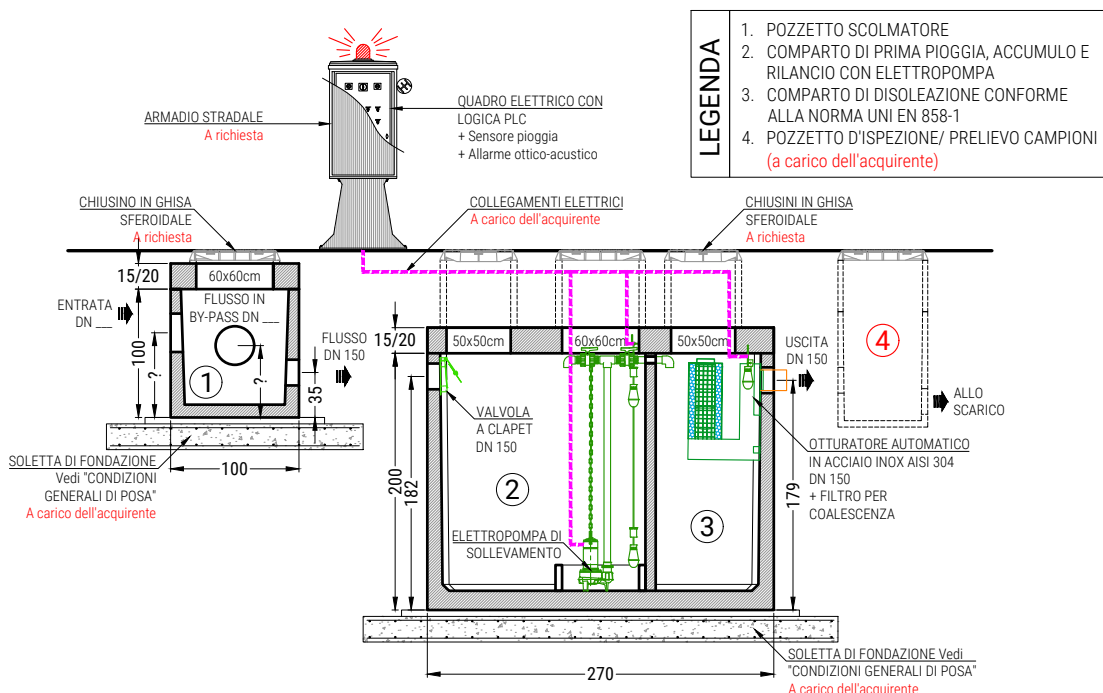 LEGENDA
1. POZZETTO SCOLMATORE
2. COMPARTO DI PRIMA PIOGGIA, ACCUMULO E
RILANCIO CON ELETTROPOMPA
3. COMPARTO DI DISOLEAZIONE CONFORME
ALLA NORMA UNI EN 858-1
4. POZZETTO D'ISPEZIONE/ PRELIEVO CAMPIONI
(a carico dell'acquirente)
ARMADIO STRADALE
A richiesta
QUADRO ELETTRICO CON
LOGICA PLC
+ Sensore pioggia
+ Allarme ottico-acustico
CHIUSINO IN GHISA
SFEROIDALE
A richiesta
COLLEGAMENTI ELETTRICI
A carico dell'acquirente
CHIUSINI IN GHISA
SFEROIDALE
A richiesta
15/20
60x60cm
ENTRATA
DN ___
FLUSSO IN
BY-PASS DN ___
100
?
?
1
35
FLUSSO
DN 150
100
SOLETTA DI FONDAZIONE
Vedi "CONDIZIONI
GENERALI DI POSA"
A carico dell'acquirente
15/20
50x50cm
60x60cm
50x50cm
USCITA
DN 150
4
ALLO
SCARICO
VALVOLA
A CLAPET
DN 150
OTTURATORE AUTOMATICO
IN ACCIAIO INOX AISI 304
DN 150
+ FILTRO PER
COALESCENZA
200
182
2
3
179
ELETTROPOMPA DI
SOLLEVAMENTO
270
SOLETTA DI FONDAZIONE Vedi
"CONDIZIONI GENERALI DI POSA"
A carico dell'acquirente